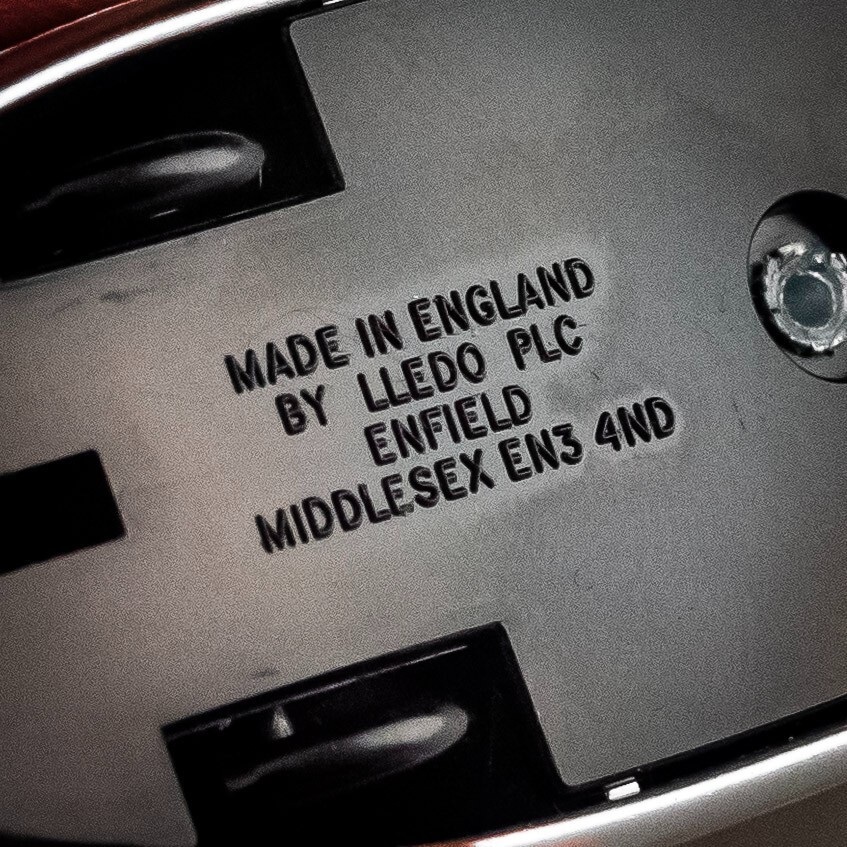 MADE IN ENGLAND
BY LLEDO PLC
ENFIELD
MIDDLESEX EN3 4ND